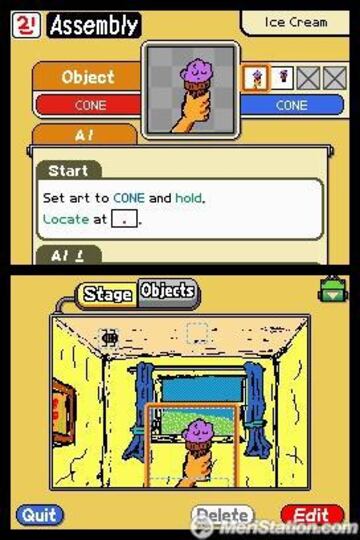 Assembly
Ice Cream
Object
CONE
CONE
A!
Start
Set art to CONE and hold.
Locate at .
A! 1
Stage
Objects
Quit
Delete
Edit
MeriStation.com